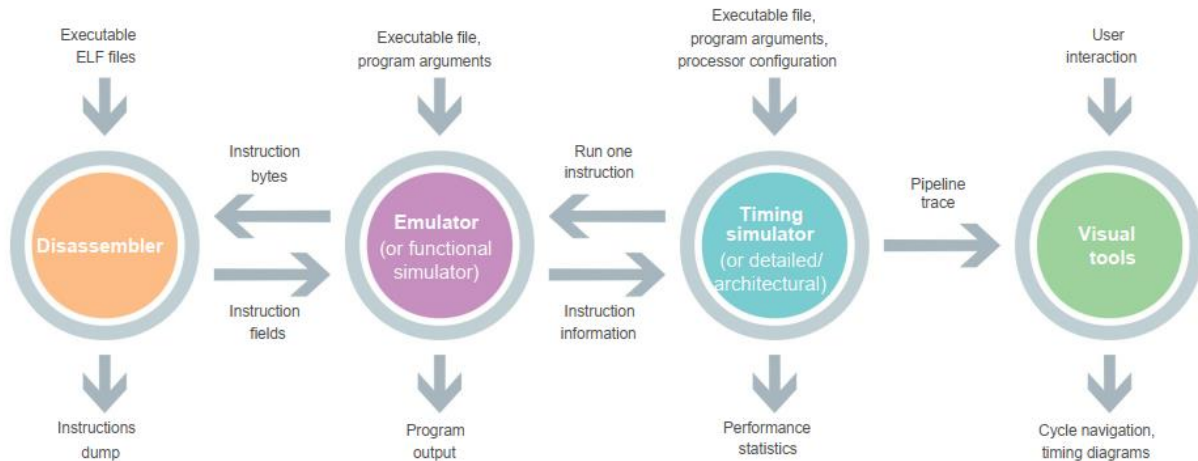 Executable
ELF files
Executable file,
program arguments
Executable file,
program arguments,
processor configuration
User
interaction
Instruction
bytes
Run one
instruction
Pipeline
trace
Disassembler
Emulator
(or functional
simulator)
Timing
simulator
(or detailed/
architectural)
Visual
tools
Instruction
fields
Instruction
information
Instructions
dump
Program
output
Performance
statistics
Cycle navigation,
timing diagrams